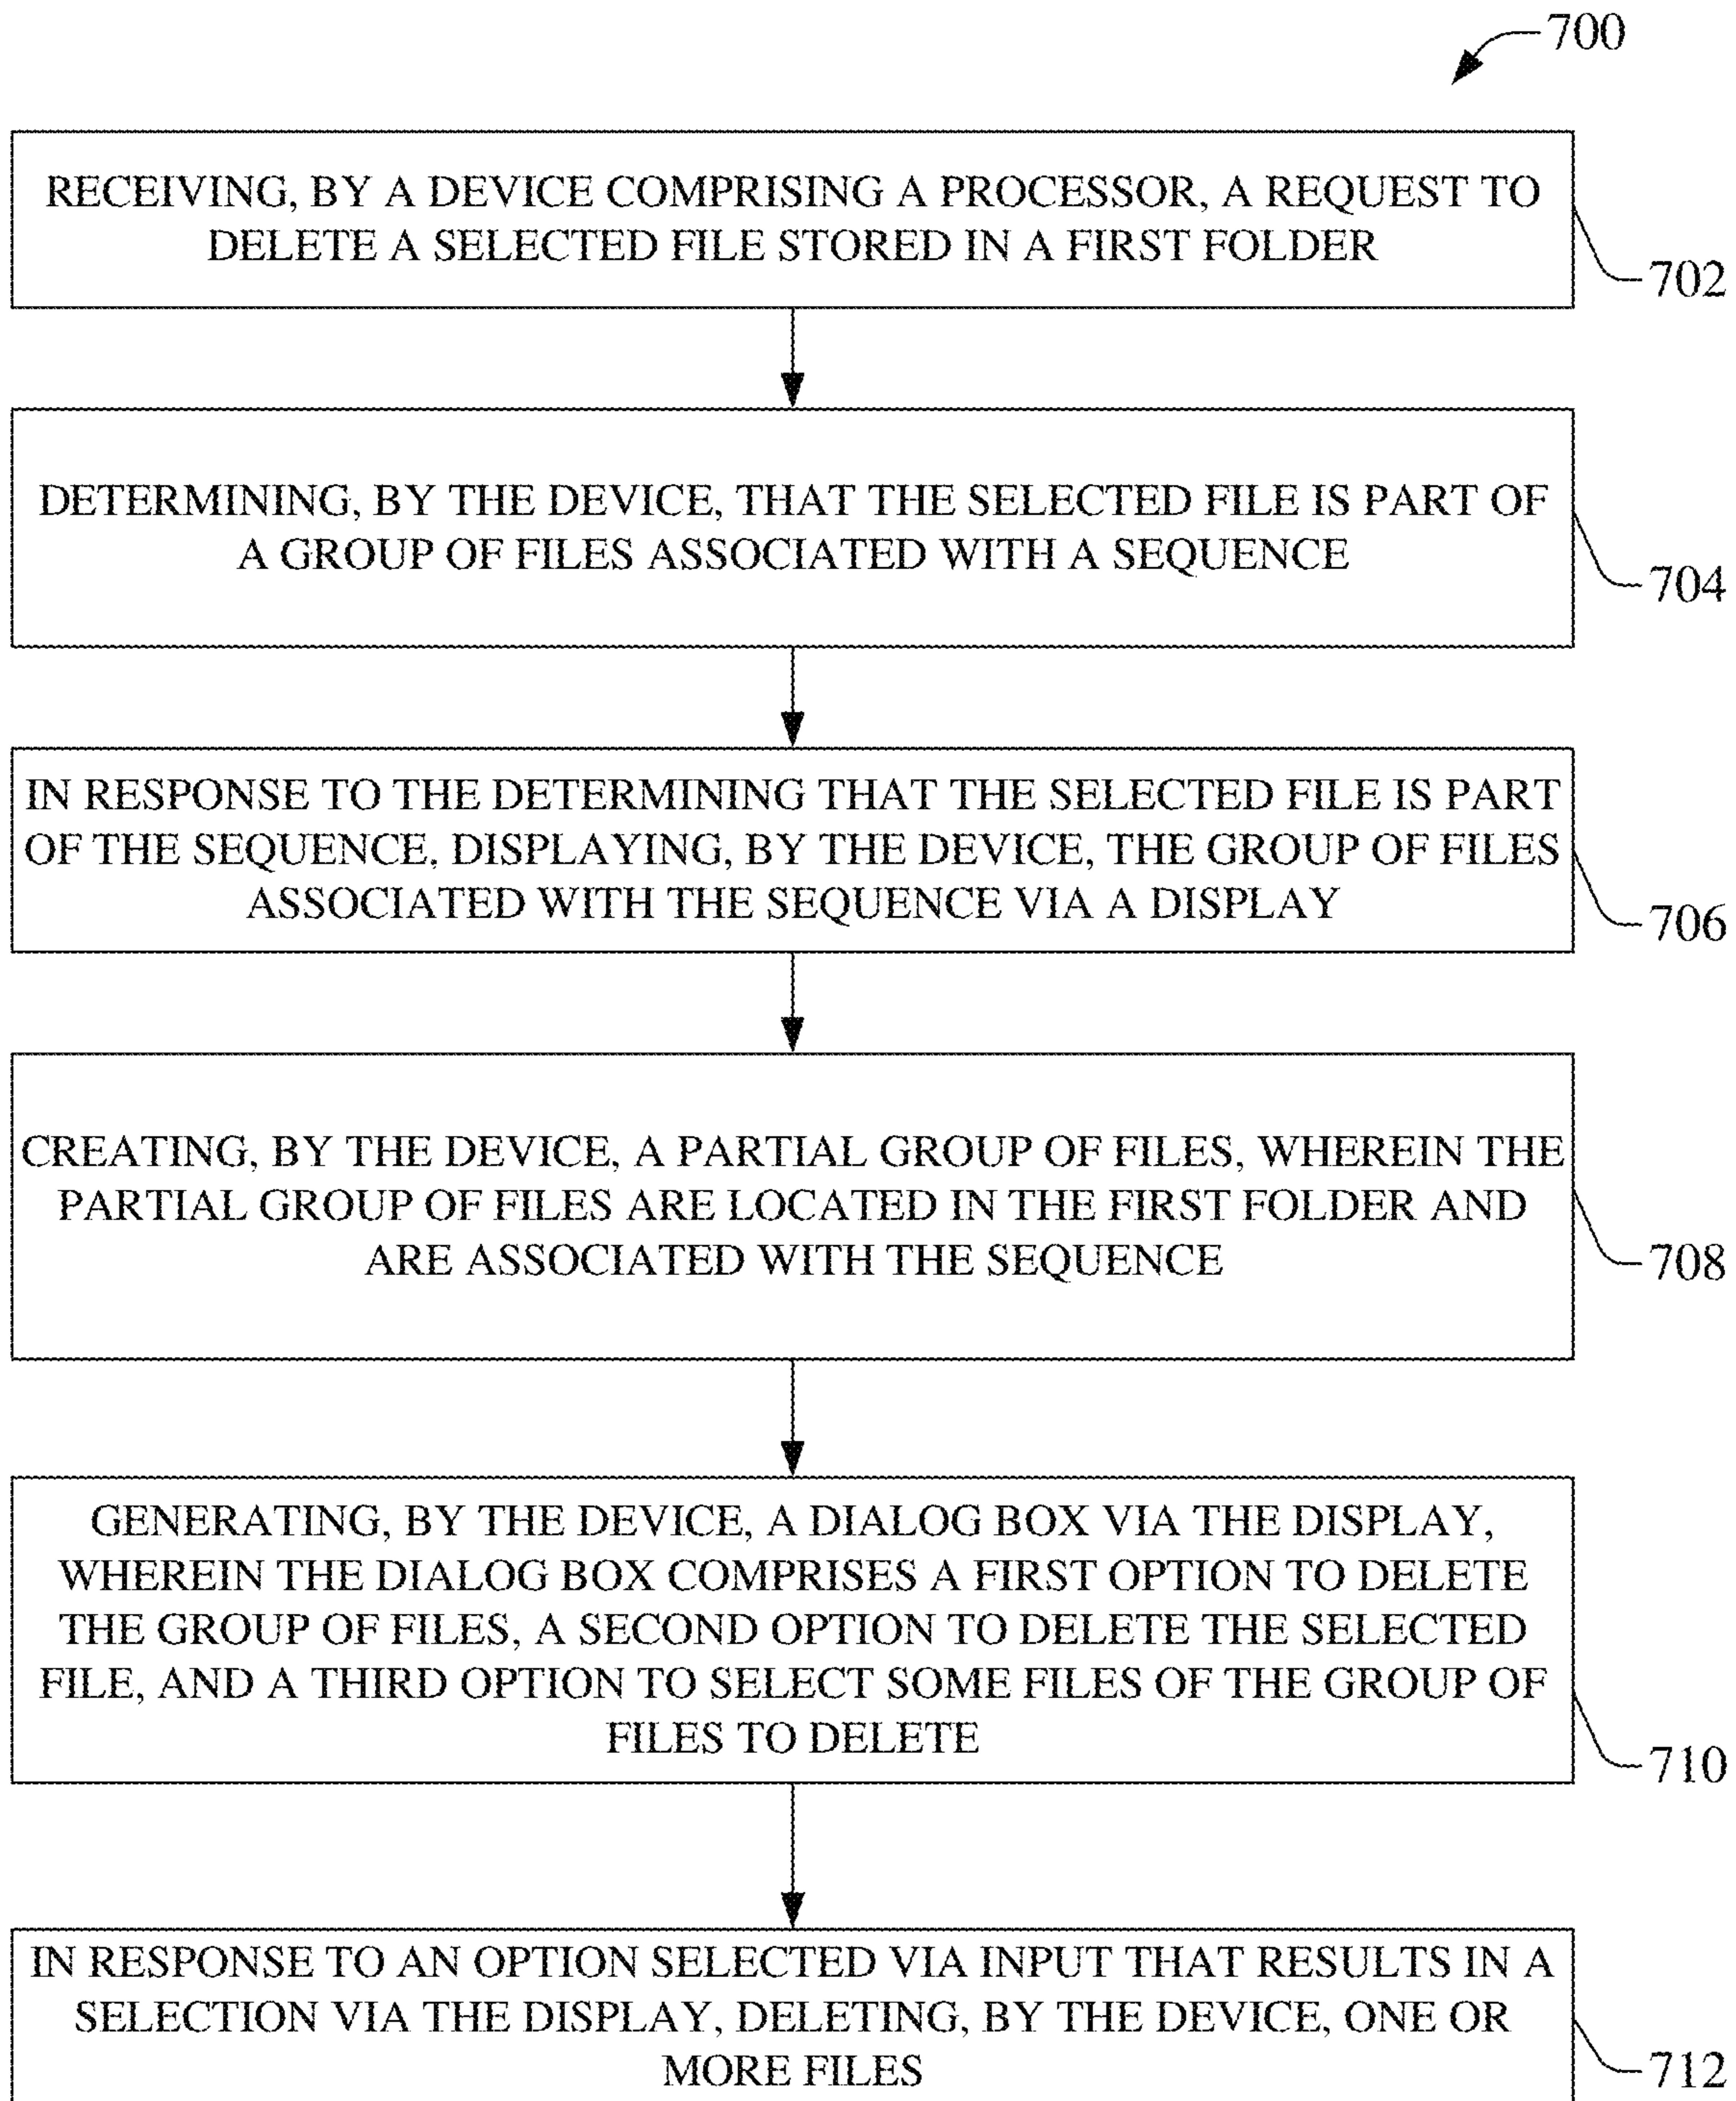 700
RECEIVING, BY A DEVICE COMPRISING A PROCESSOR, A REQUEST TO
DELETE A SELECTED FILE STORED IN A FIRST FOLDER
702
DETERMINING, BY THE DEVICE, THAT THE SELECTED FILE IS PART OF
A GROUP OF FILES ASSOCIATED WITH A SEQUENCE
704
IN RESPONSE TO THE DETERMINING THAT THE SELECTED FILE IS PART
OF THE SEQUENCE, DISPLAYING, BY THE DEVICE, THE GROUP OF FILES
ASSOCIATED WITH THE SEQUENCE VIA A DISPLAY
706
CREATING, BY THE DEVICE, A PARTIAL GROUP OF FILES, WHEREIN THE
PARTIAL GROUP OF FILES ARE LOCATED IN THE FIRST FOLDER AND
ARE ASSOCIATED WITH THE SEQUENCE
708
GENERATING, BY THE DEVICE, A DIALOG BOX VIA THE DISPLAY,
WHEREIN THE DIALOG BOX COMPRISES A FIRST OPTION TO DELETE
THE GROUP OF FILES, A SECOND OPTION TO DELETE THE SELECTED
FILE, AND A THIRD OPTION TO SELECT SOME FILES OF THE GROUP OF
FILES TO DELETE
710
IN RESPONSE TO AN OPTION SELECTED VIA INPUT THAT RESULTS IN A
SELECTION VIA THE DISPLAY, DELETING, BY THE DEVICE, ONE OR
MORE FILES
712